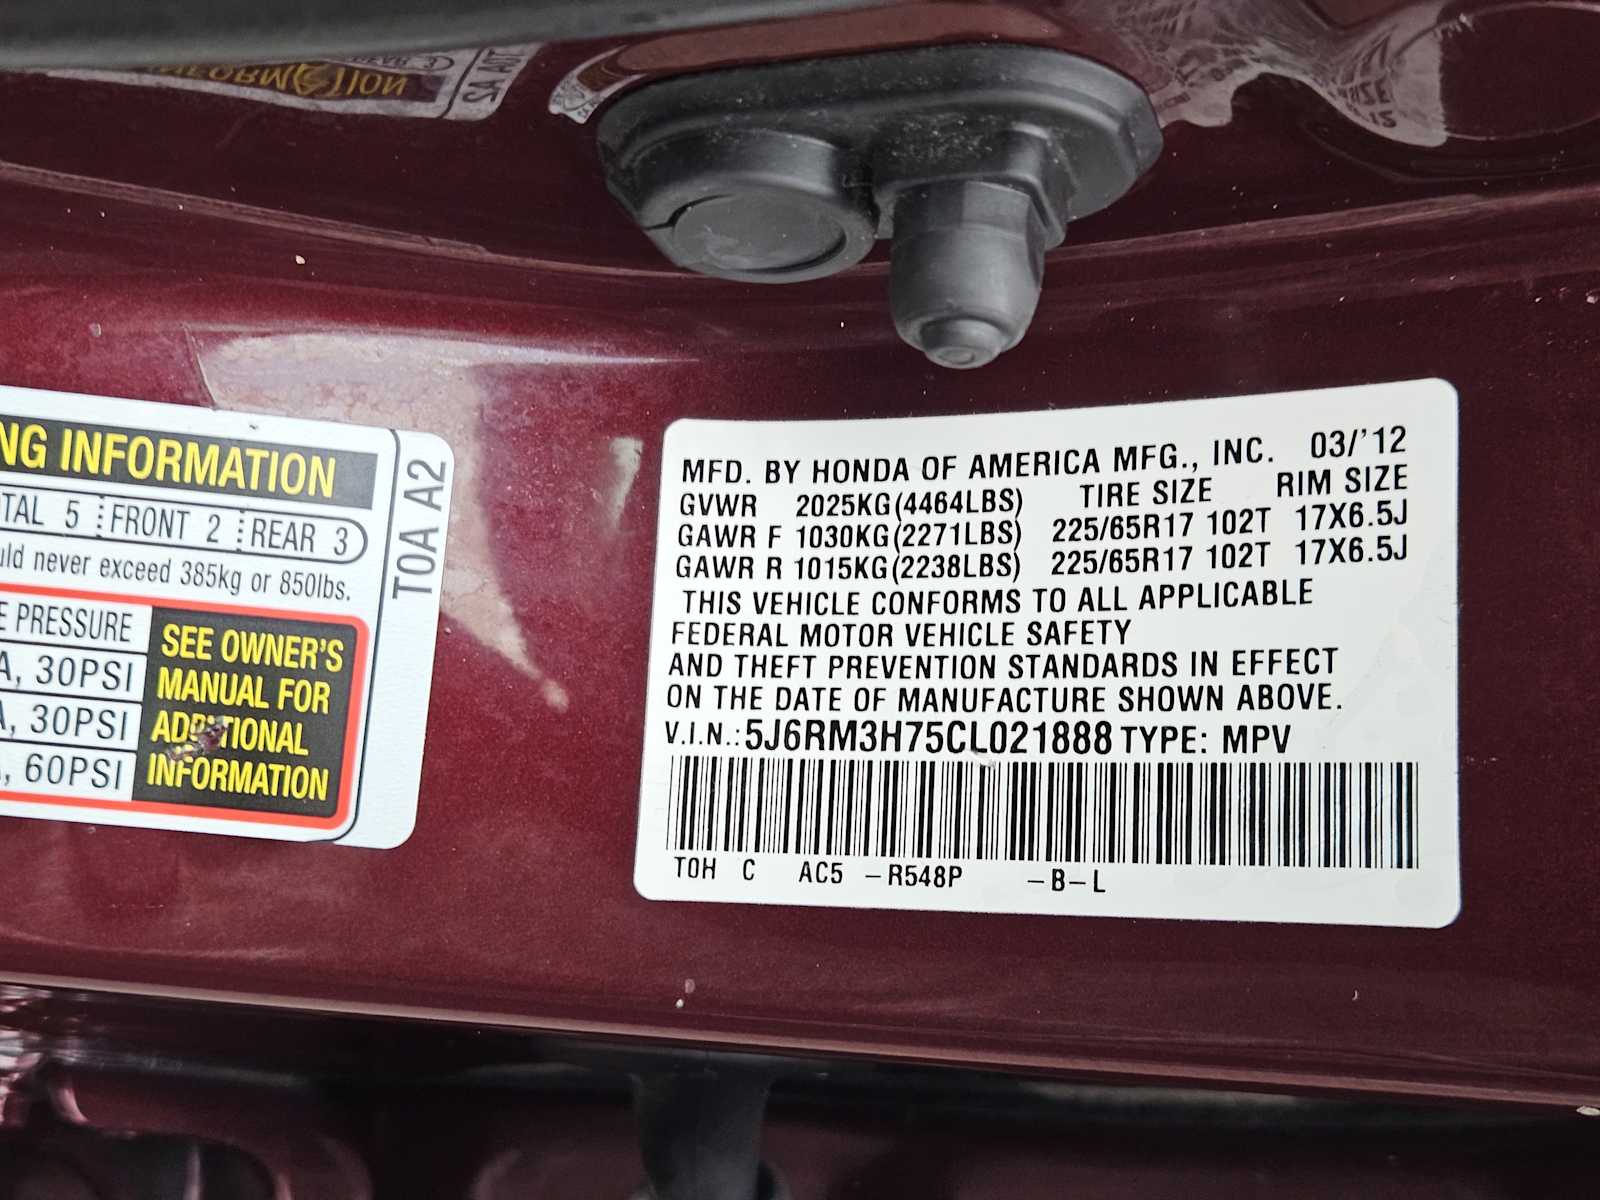 NG INFORMATION
TAL 5 FRONT 2 REAR 3
uld never exceed 385kg or 850lbs.
E PRESSURE
A, 30PSI
A, 30PSI
, 60PSI
SEE OWNER'S
MANUAL FOR
ADDITIONAL
INFORMATION
T0A A2
MFD. BY HONDA OF AMERICA MFG., INC. 03/'12
GVWR 2025KG(4464LBS) TIRE SIZE RIM SIZE
GAWR F 1030KG(2271LBS) 225/65R17 102T 17X6.5J
GAWR R 1015KG(2238LBS) 225/65R17 102T 17X6.5J
THIS VEHICLE CONFORMS TO ALL APPLICABLE
FEDERAL MOTOR VEHICLE SAFETY
AND THEFT PREVENTION STANDARDS IN EFFECT
ON THE DATE OF MANUFACTURE SHOWN ABOVE.
V.I.N.: 5J6RM3H75CL021888 TYPE: MPV
T0H C AC5 -R548P -B-L